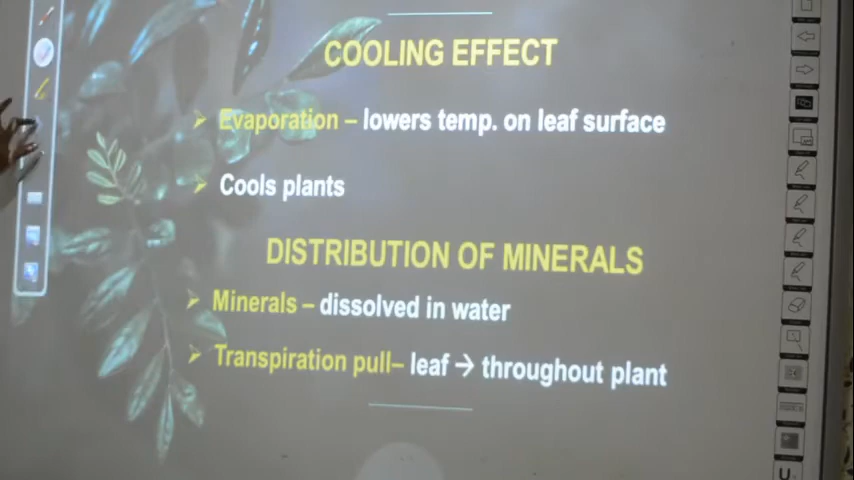 COOLING EFFECT
Evaporation – lowers temp. on leaf surface
Cools plants
DISTRIBUTION OF MINERALS
Minerals – dissolved in water
Transpiration pull– leaf → throughout plant